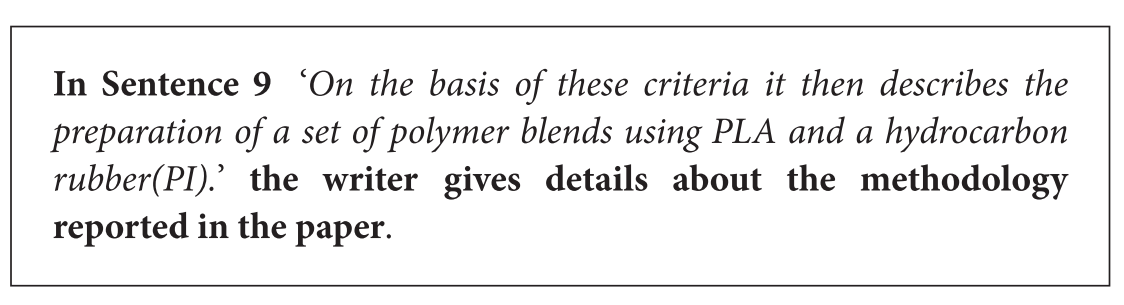 In Sentence 9 ‘On the basis of these criteria it then describes the
preparation of a set of polymer blends using PLA and a hydrocarbon
rubber(PI).’ the writer gives details about the methodology
reported in the paper.